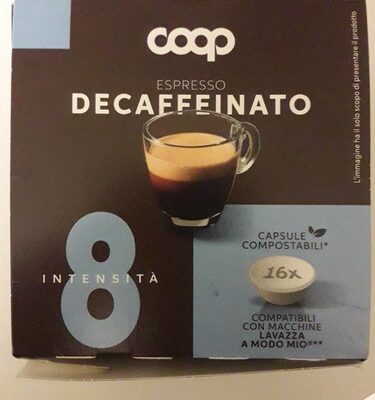 coop
ESPRESSO
DECAFFEINATO
L'immagine ha il solo scopo di presentare il prodotto
8
INTENSITÀ
CAPSULE
COMPOSTABILI*
16x
COMPATIBILI
CON MACCHINE
LAVAZZA
A MODO MIO***